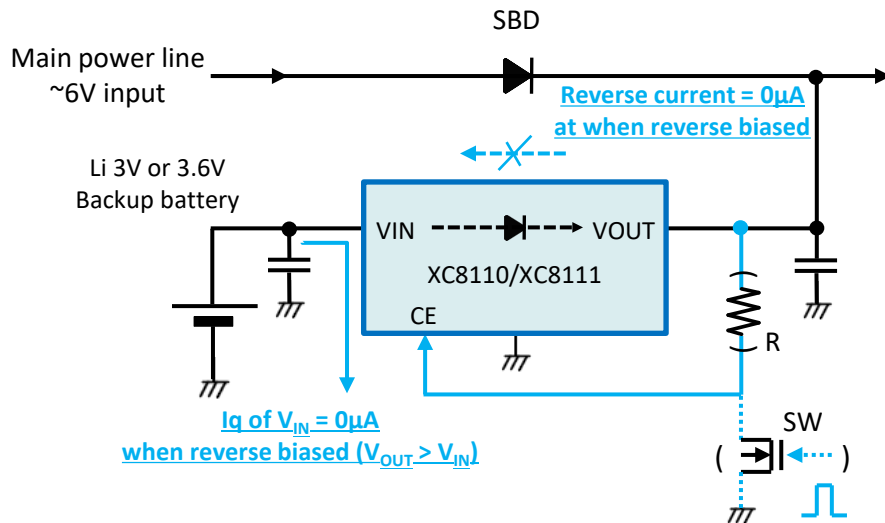 SBD
Main power line
~6V input
Reverse current = 0µA
at when reverse biased
Li 3V or 3.6V
Backup battery
VIN
VOUT
XC8110/XC8111
CE
( )
R
Iq of VIN = 0µA
when reverse biased (VOUT > VIN)
SW
( )